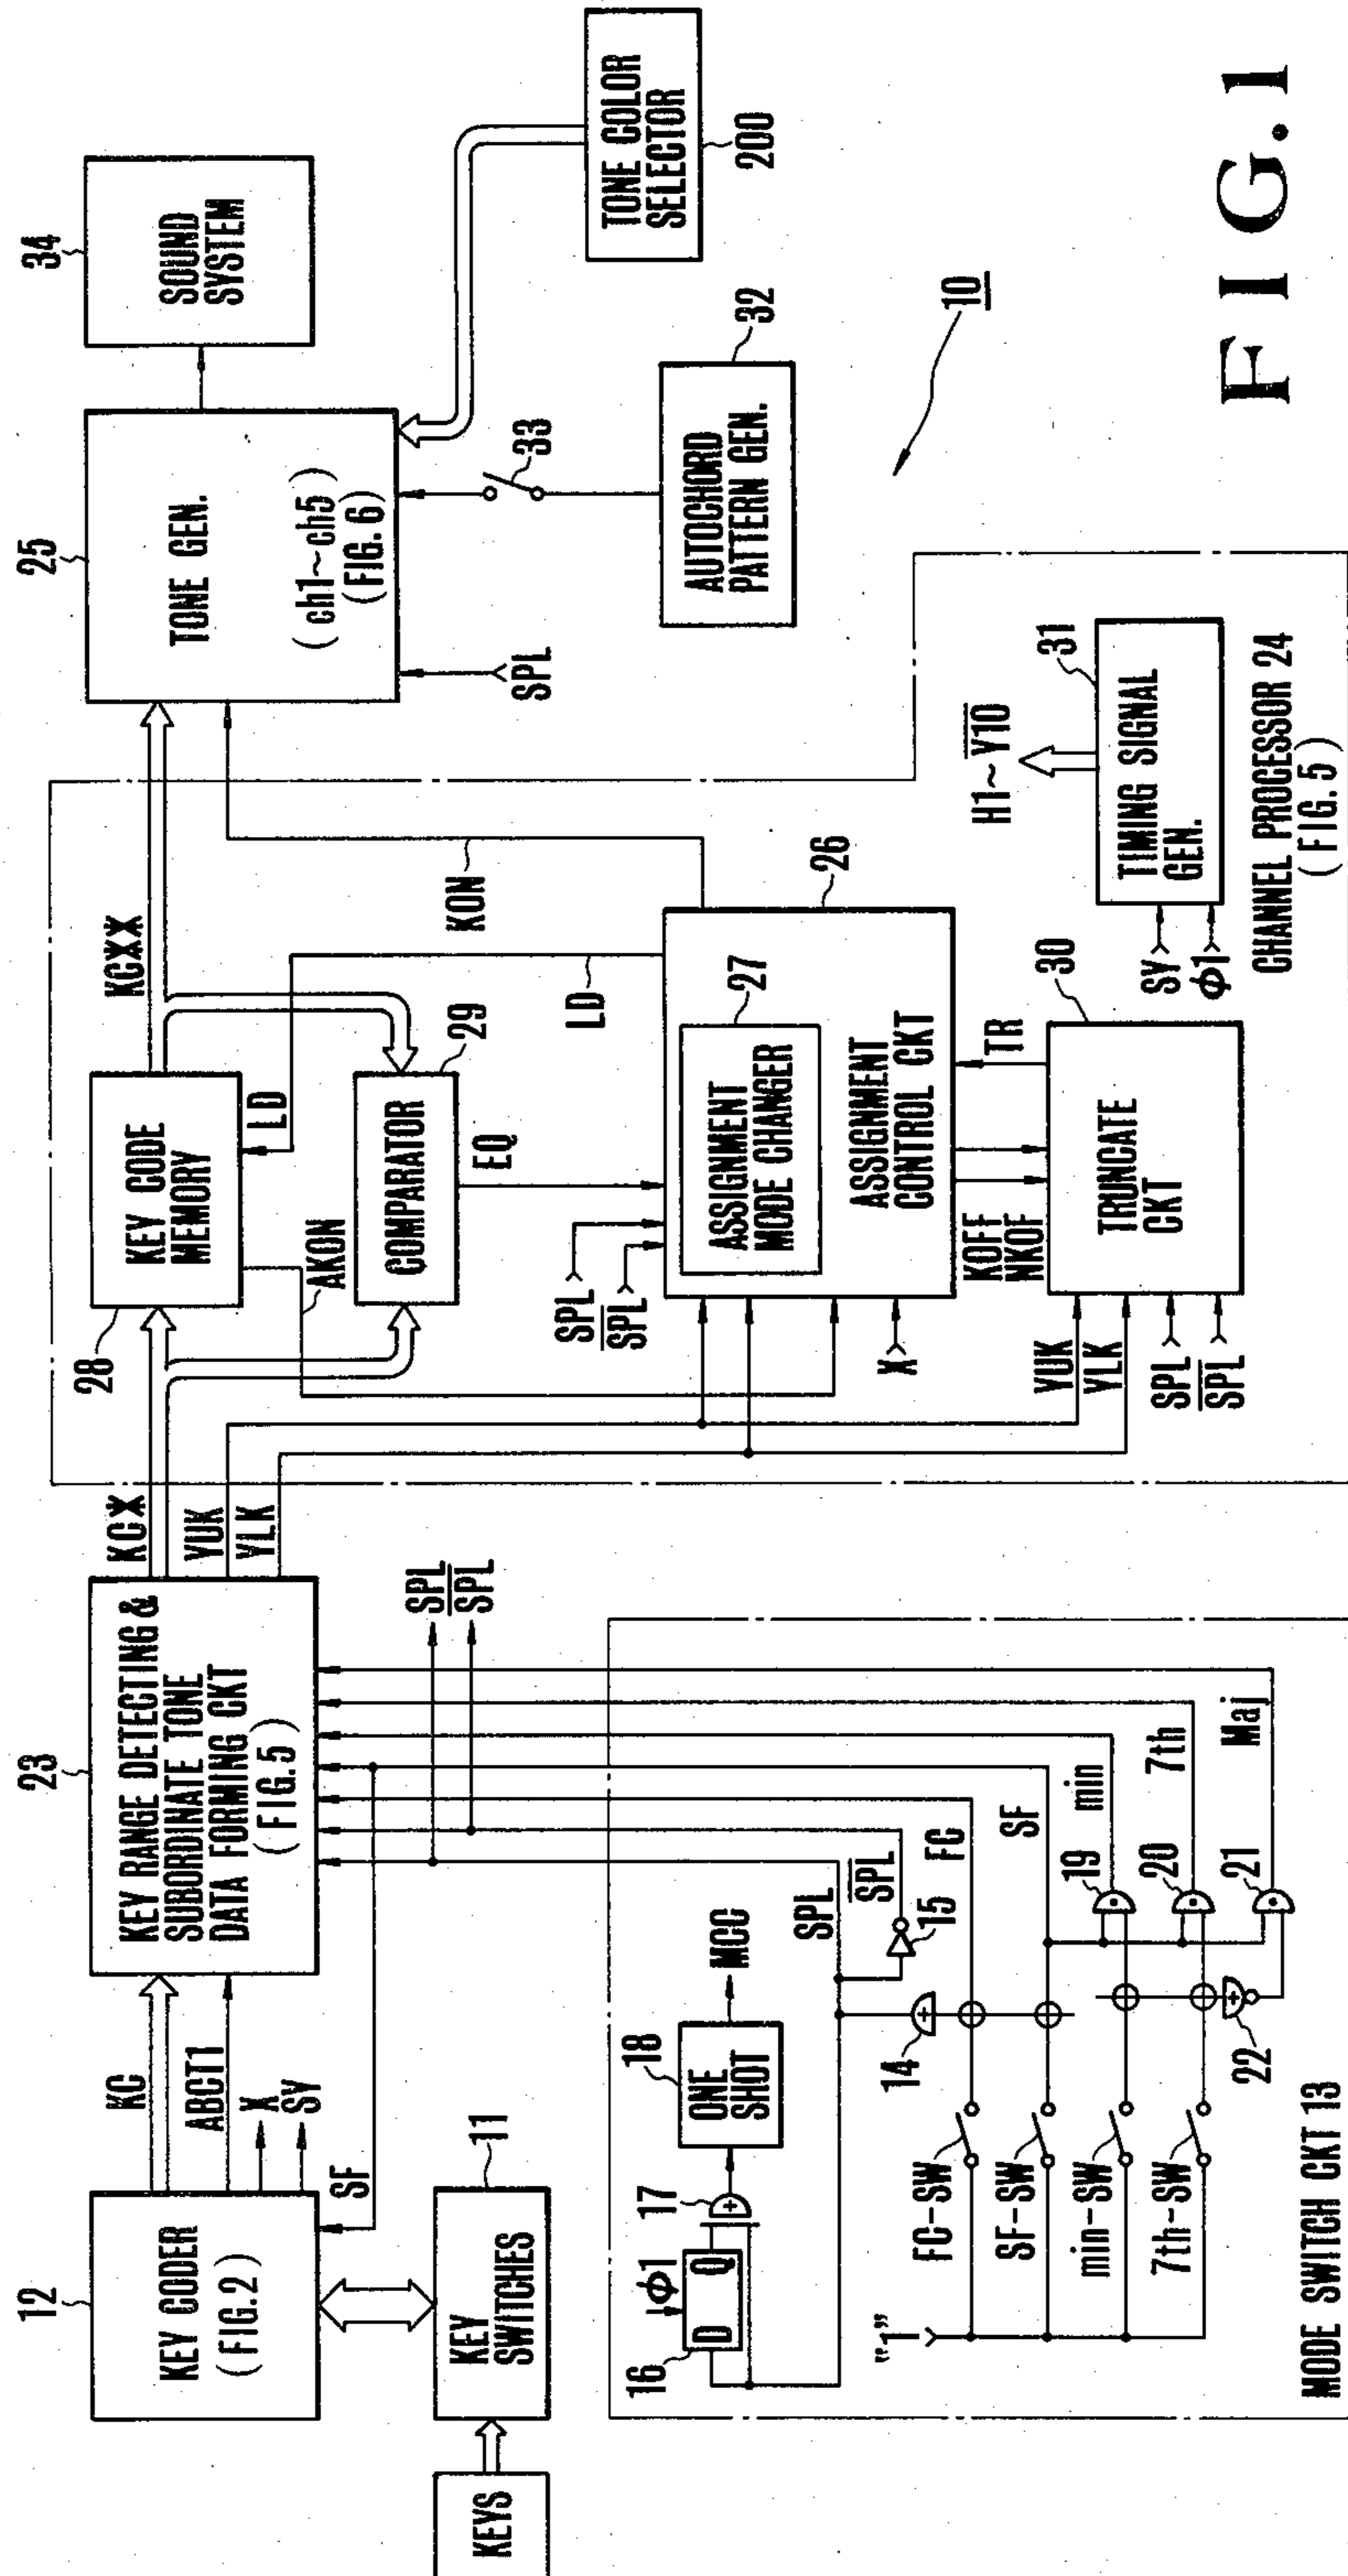 12
KEY CODER
(FIG.2)
KC
ABCT1
X
SY
SF
11
KEY
SWITCHES
KEYS
23
KEY RANGE DETECTING &
SUBORDINATE TONE
DATA FORMING CKT
(FIG.5)
KC*
YUK
YLK
SPL
S̅P̅L̅
28
KEY CODE
MEMORY
LD
AKON
KC**
29
COMPARATOR
EQ
KON
LD
SPL
S̅P̅L̅
26
27
ASSIGNMENT
MODE CHANGER
ASSIGNMENT
CONTROL CKT
X
KOFF
NKOF
TR
30
TRUNCATE
CKT
YUK
YLK
SPL
S̅P̅L̅
H1~Y̅1̅0̅
31
TIMING SIGNAL
GEN.
SY
ϕ1
CHANNEL PROCESSOR 24
(FIG.5)
25
TONE GEN.
(ch1~ch5)
(FIG.6)
SPL
34
SOUND
SYSTEM
33
32
AUTOCHORD
PATTERN GEN.
TONE COLOR
SELECTOR
200
10
16
D Q
ϕ1
17
18
ONE
SHOT
MCC
SPL
S̅P̅L̅
15
14
FC
SF
min
7th
Maj
19
20
21
22
FC-SW
SF-SW
min-SW
7th-SW
"1"
MODE SWITCH CKT 13
FIG.1